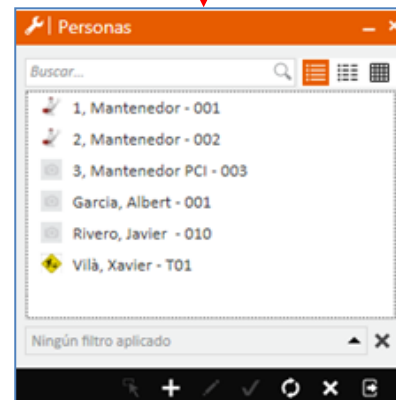 Personas
Buscar...
1, Mantenedor - 001
2, Mantenedor - 002
3, Mantenedor PCI - 003
Garcia, Albert - 001
Rivero, Javier - 010
Vilà, Xavier - T01
Ningún filtro aplicado